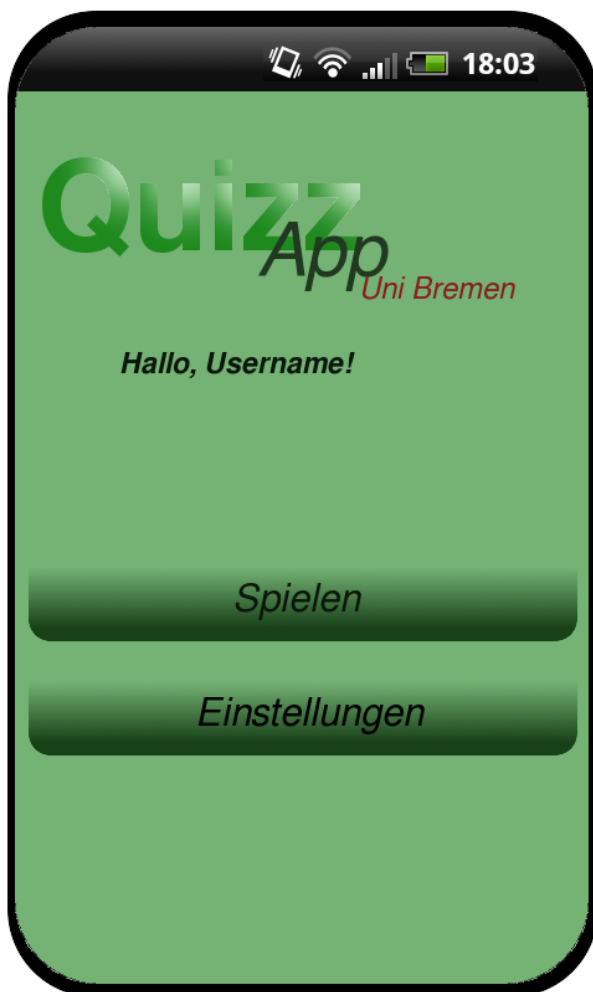 18:03
Quizz
App
Uni Bremen
Hallo, Username!
Spielen
Einstellungen